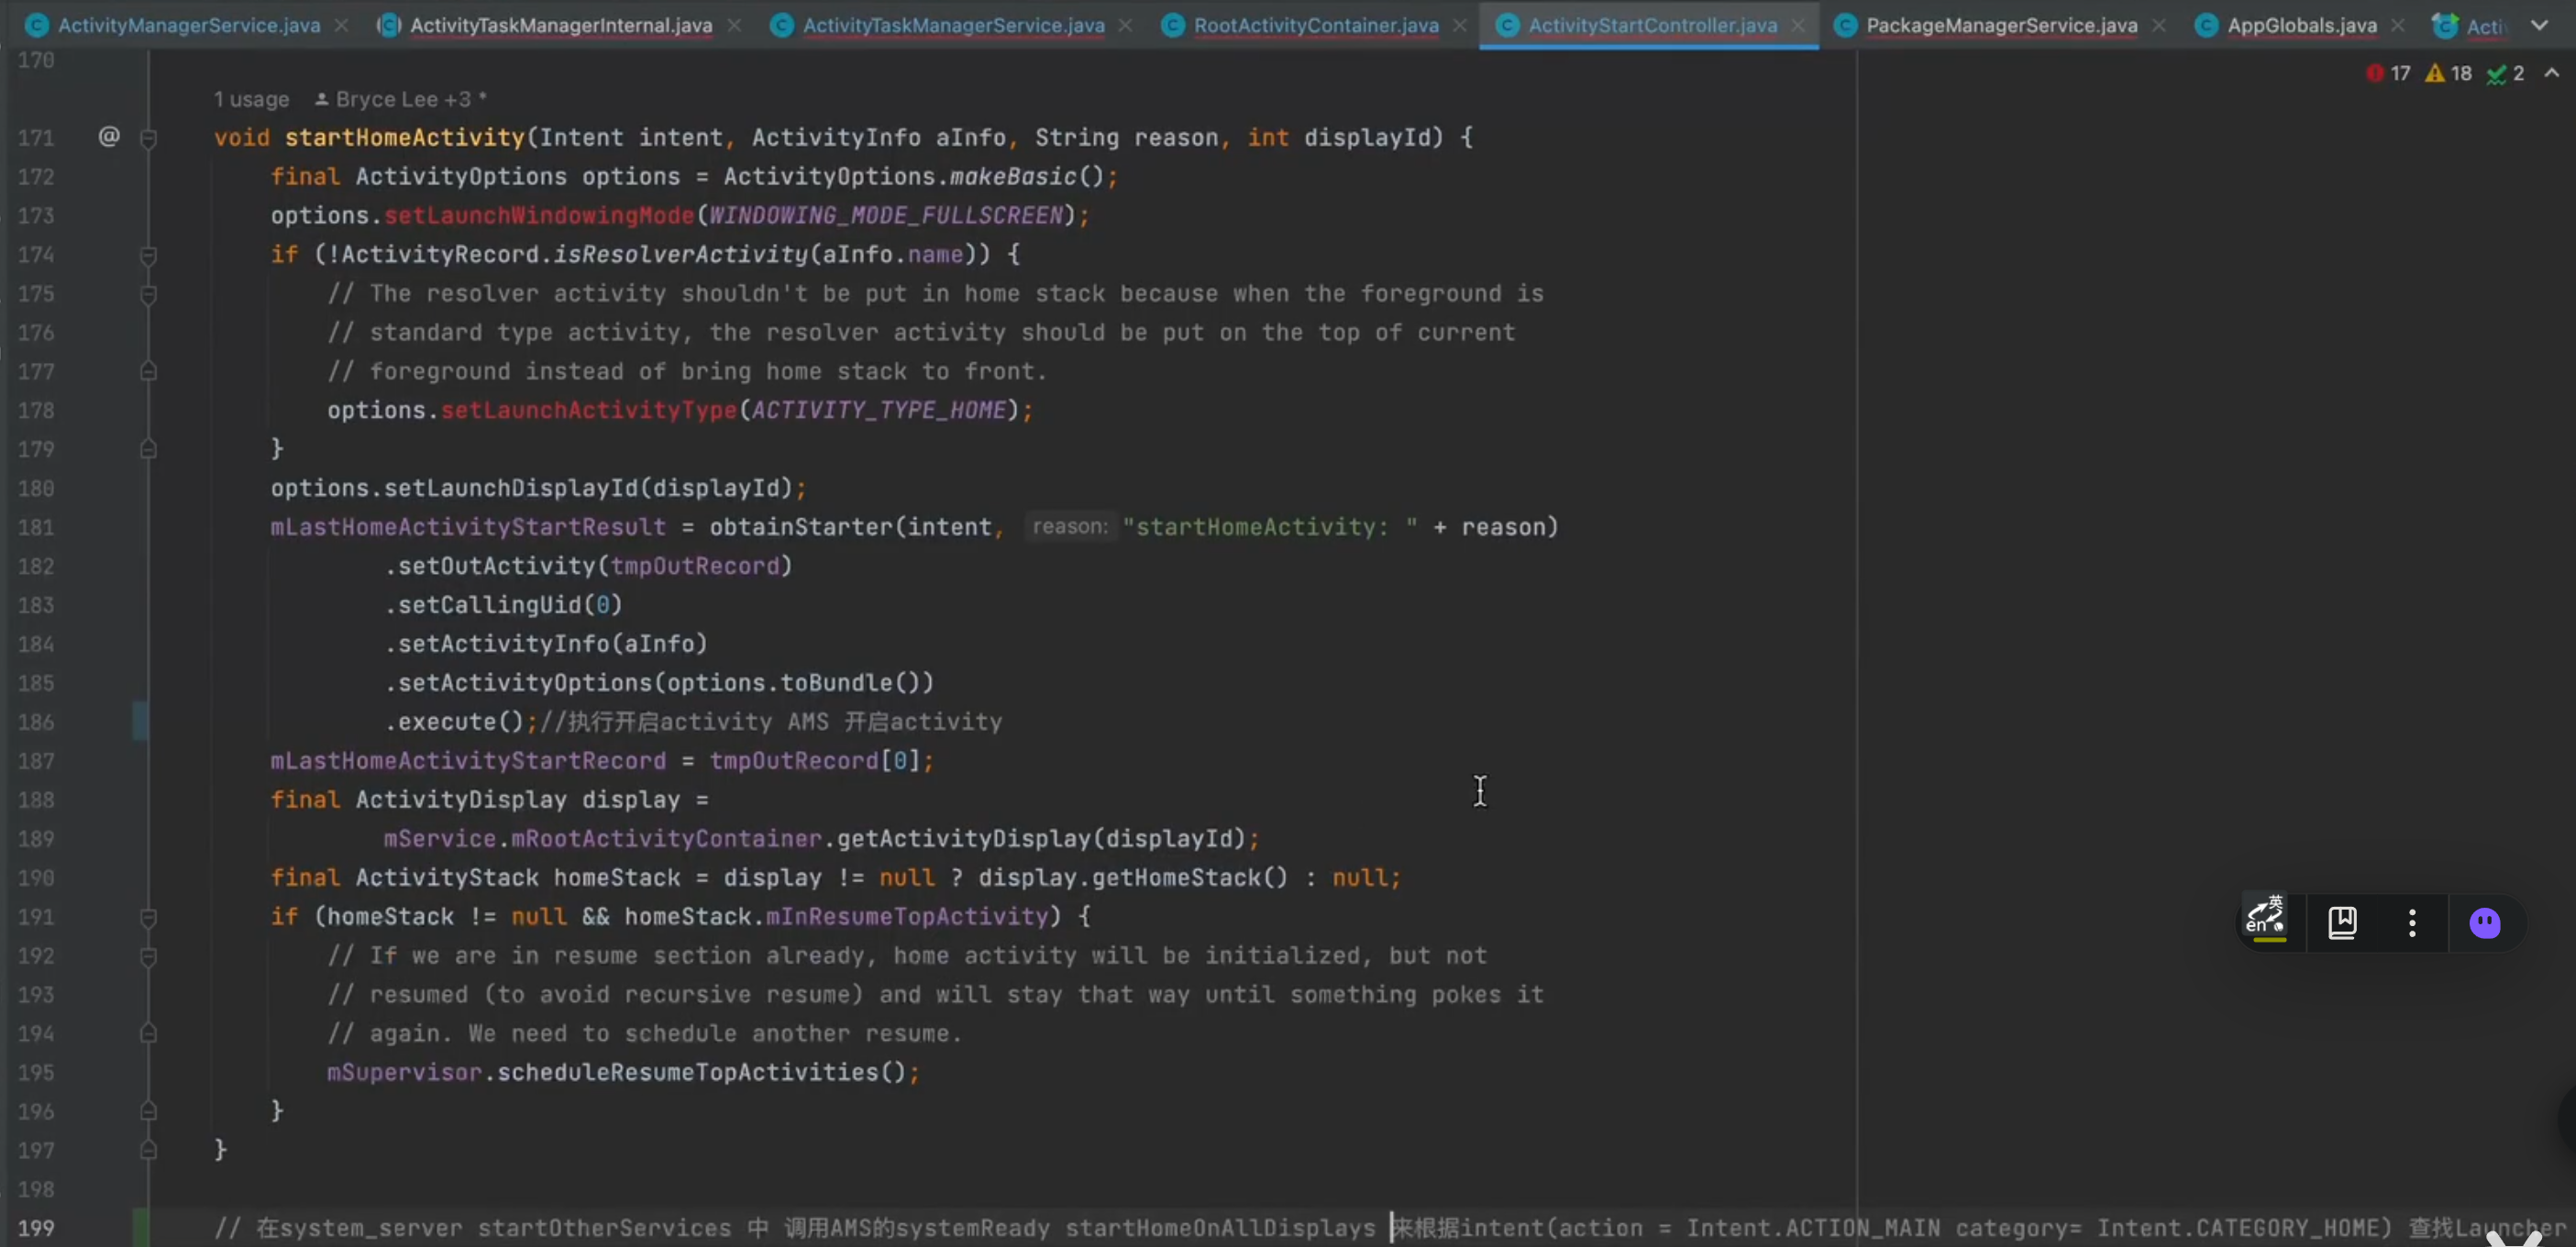 ActivityManagerService.java ActivityTaskManagerInternal.java ActivityTaskManagerService.java RootActivityContainer.java ActivityStartController.java PackageManagerService.java AppGlobals.java Acti
170
17 18 2
1 usage Bryce Lee +3 *
171 @ void startHomeActivity(Intent intent, ActivityInfo aInfo, String reason, int displayId) {
172 final ActivityOptions options = ActivityOptions.makeBasic();
173 options.setLaunchWindowingMode(WINDOWING_MODE_FULLSCREEN);
174 if (!ActivityRecord.isResolverActivity(aInfo.name)) {
175 // The resolver activity shouldn't be put in home stack because when the foreground is
176 // standard type activity, the resolver activity should be put on the top of current
177 // foreground instead of bring home stack to front.
178 options.setLaunchActivityType(ACTIVITY_TYPE_HOME);
179 }
180 options.setLaunchDisplayId(displayId);
181 mLastHomeActivityStartResult = obtainStarter(intent, reason: "startHomeActivity: " + reason)
182 .setOutActivity(tmpOutRecord)
183 .setCallingUid(0)
184 .setActivityInfo(aInfo)
185 .setActivityOptions(options.toBundle())
186 .execute();//执行开启activity AMS 开启activity
187 mLastHomeActivityStartRecord = tmpOutRecord[0];
188 final ActivityDisplay display =
189 mService.mRootActivityContainer.getActivityDisplay(displayId);
190 final ActivityStack homeStack = display != null ? display.getHomeStack() : null;
191 if (homeStack != null && homeStack.mInResumeTopActivity) {
192 // If we are in resume section already, home activity will be initialized, but not
193 // resumed (to avoid recursive resume) and will stay that way until something pokes it
194 // again. We need to schedule another resume.
195 mSupervisor.scheduleResumeTopActivities();
196 }
197 }
198
199 // 在system_server startOtherServices 中 调用AMS的systemReady startHomeOnAllDisplays 来根据intent(action = Intent.ACTION_MAIN category= Intent.CATEGORY_HOME) 查找Launcher
英
en